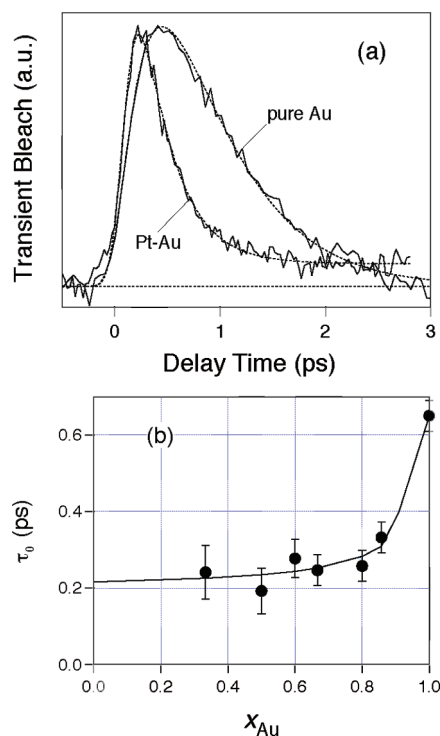 (a)
pure Au
Pt-Au
Transient Bleach (a.u.)
0
1
2
3
Delay Time (ps)
(b)
0.6
0.4
0.2
0.0
τ₀ (ps)
0.0
0.2
0.4
0.6
0.8
1.0
x_Au